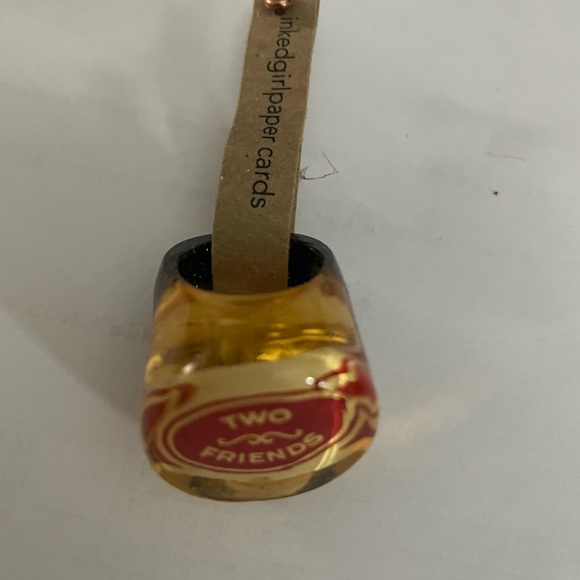 inkedgirlpaper cards
TWO
FRIENDS